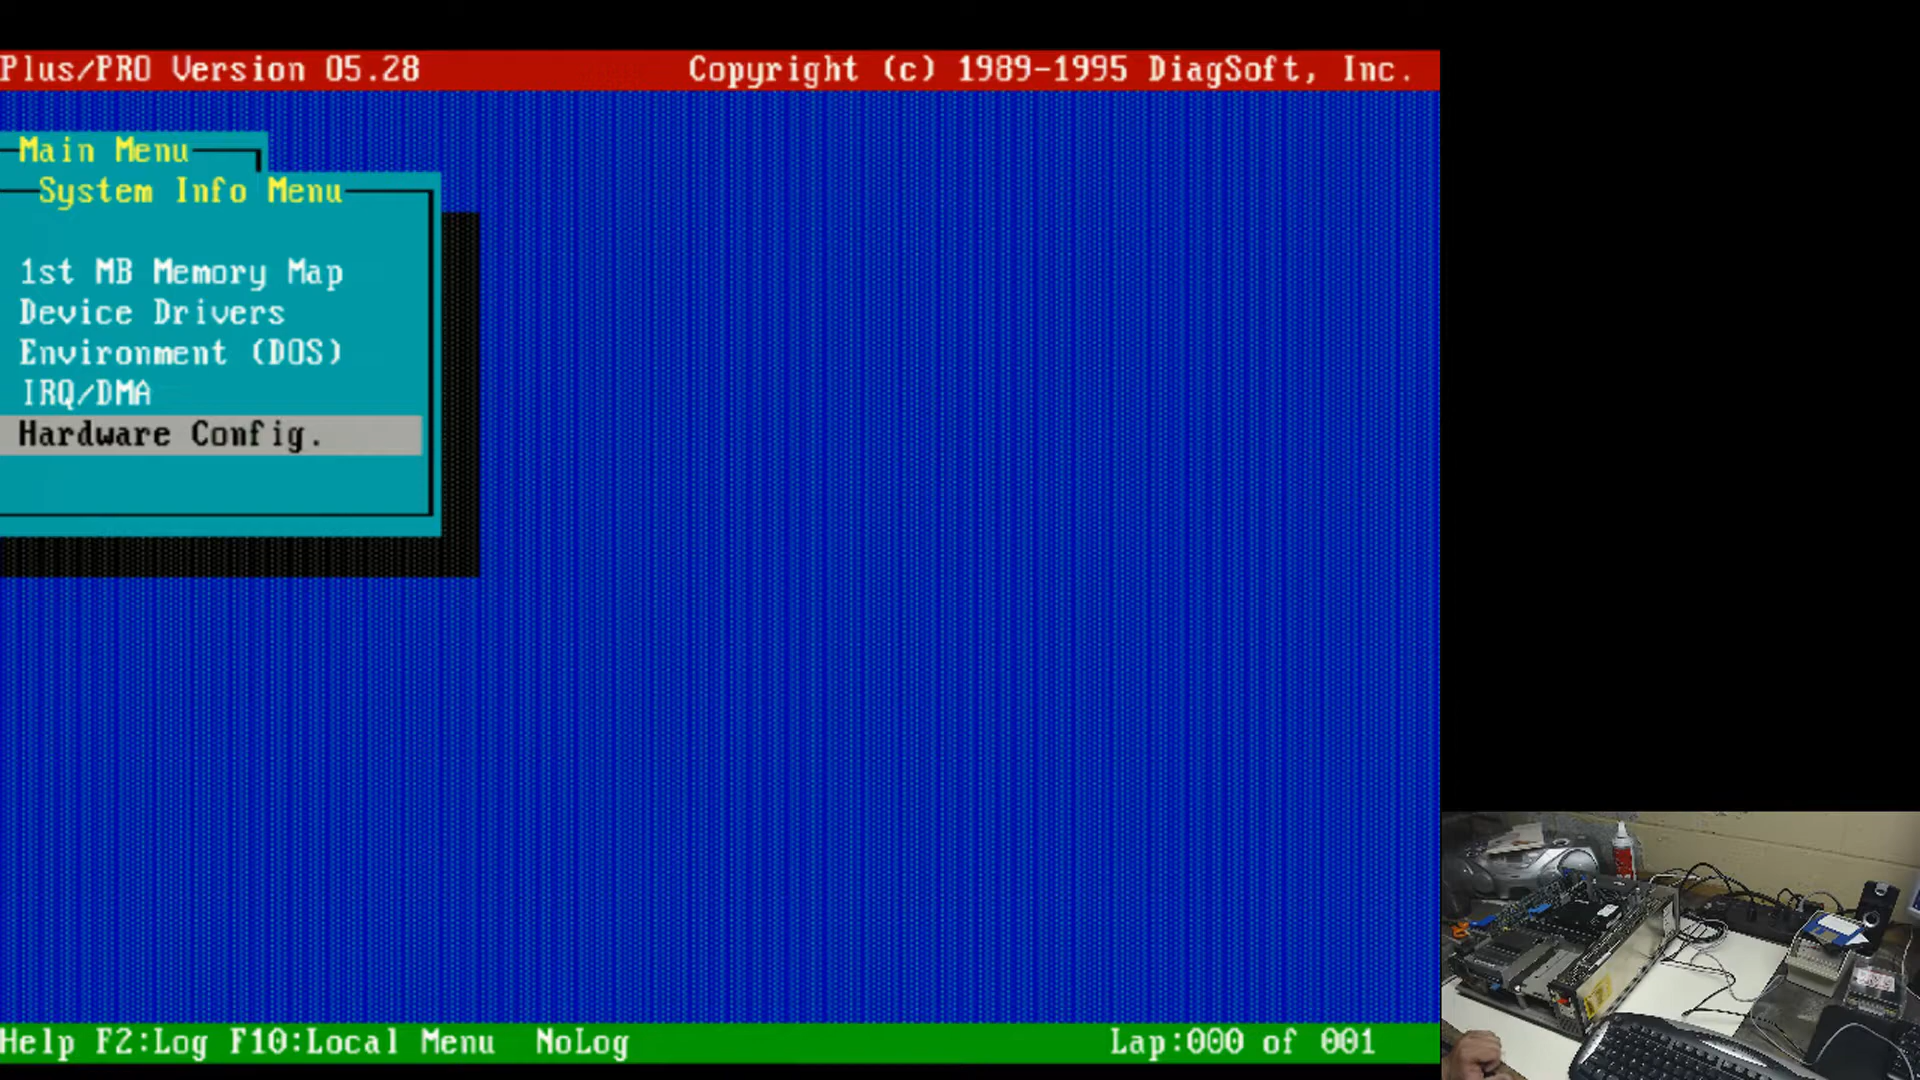 Plus/PRO Version 05.28 Copyright (c) 1989-1995 DiagSoft, Inc.
Main Menu
System Info Menu
1st MB Memory Map
Device Drivers
Environment (DOS)
IRQ/DMA
Hardware Config.
Help F2:Log F10:Local Menu NoLog Lap:000 of 001